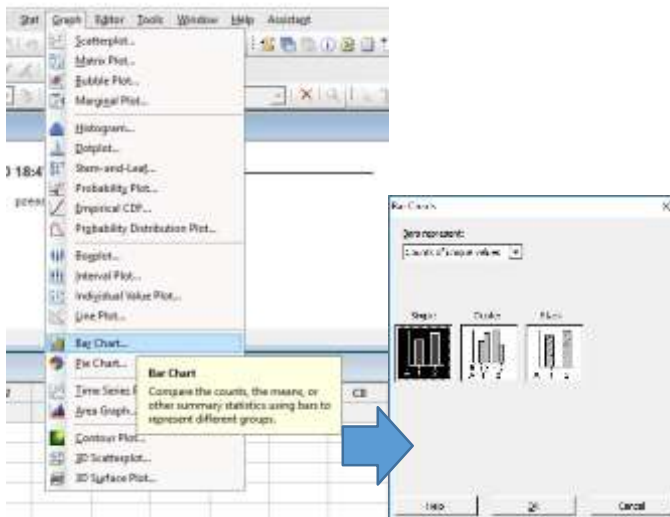 Stat Graph Editor Tools Window Help Assistant
Scatterplot...
Matrix Plot...
Bubble Plot...
Marginal Plot...
Histogram...
Dotplot...
Stem-and-Leaf...
Probability Plot...
Empirical CDF...
Probability Distribution Plot...
Boxplot...
Interval Plot...
Individual Value Plot...
Line Plot...
Bar Chart...
Pie Chart...
Time Series P
Area Graph...
Contour Plot...
3D Scatterplot...
3D Surface Plot...
0 18:4
Bar Chart
Compare the counts, the means, or
other summary statistics using bars to
represent different groups.
C8
Bar Charts
Bars represent:
Counts of unique values
Simple Cluster Stack
Help OK Cancel